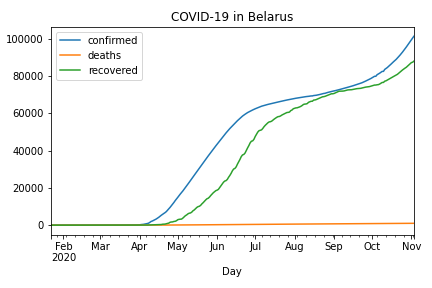 COVID-19 in Belarus
confirmed
deaths
recovered
100000
80000
60000
40000
20000
0
Feb Mar Apr May Jun Jul Aug Sep Oct Nov
2020
Day